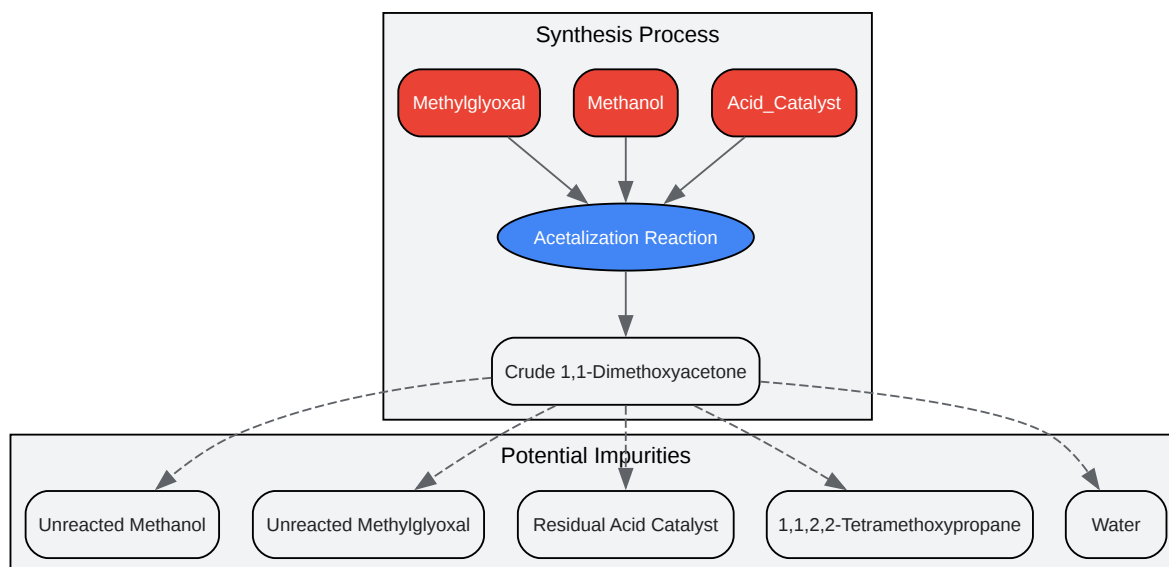 Synthesis Process
Methylglyoxal
Methanol
Acid_Catalyst
Acetalization Reaction
Crude 1,1-Dimethoxyacetone
Potential Impurities
Unreacted Methanol
Unreacted Methylglyoxal
Residual Acid Catalyst
1,1,2,2-Tetramethoxypropane
Water